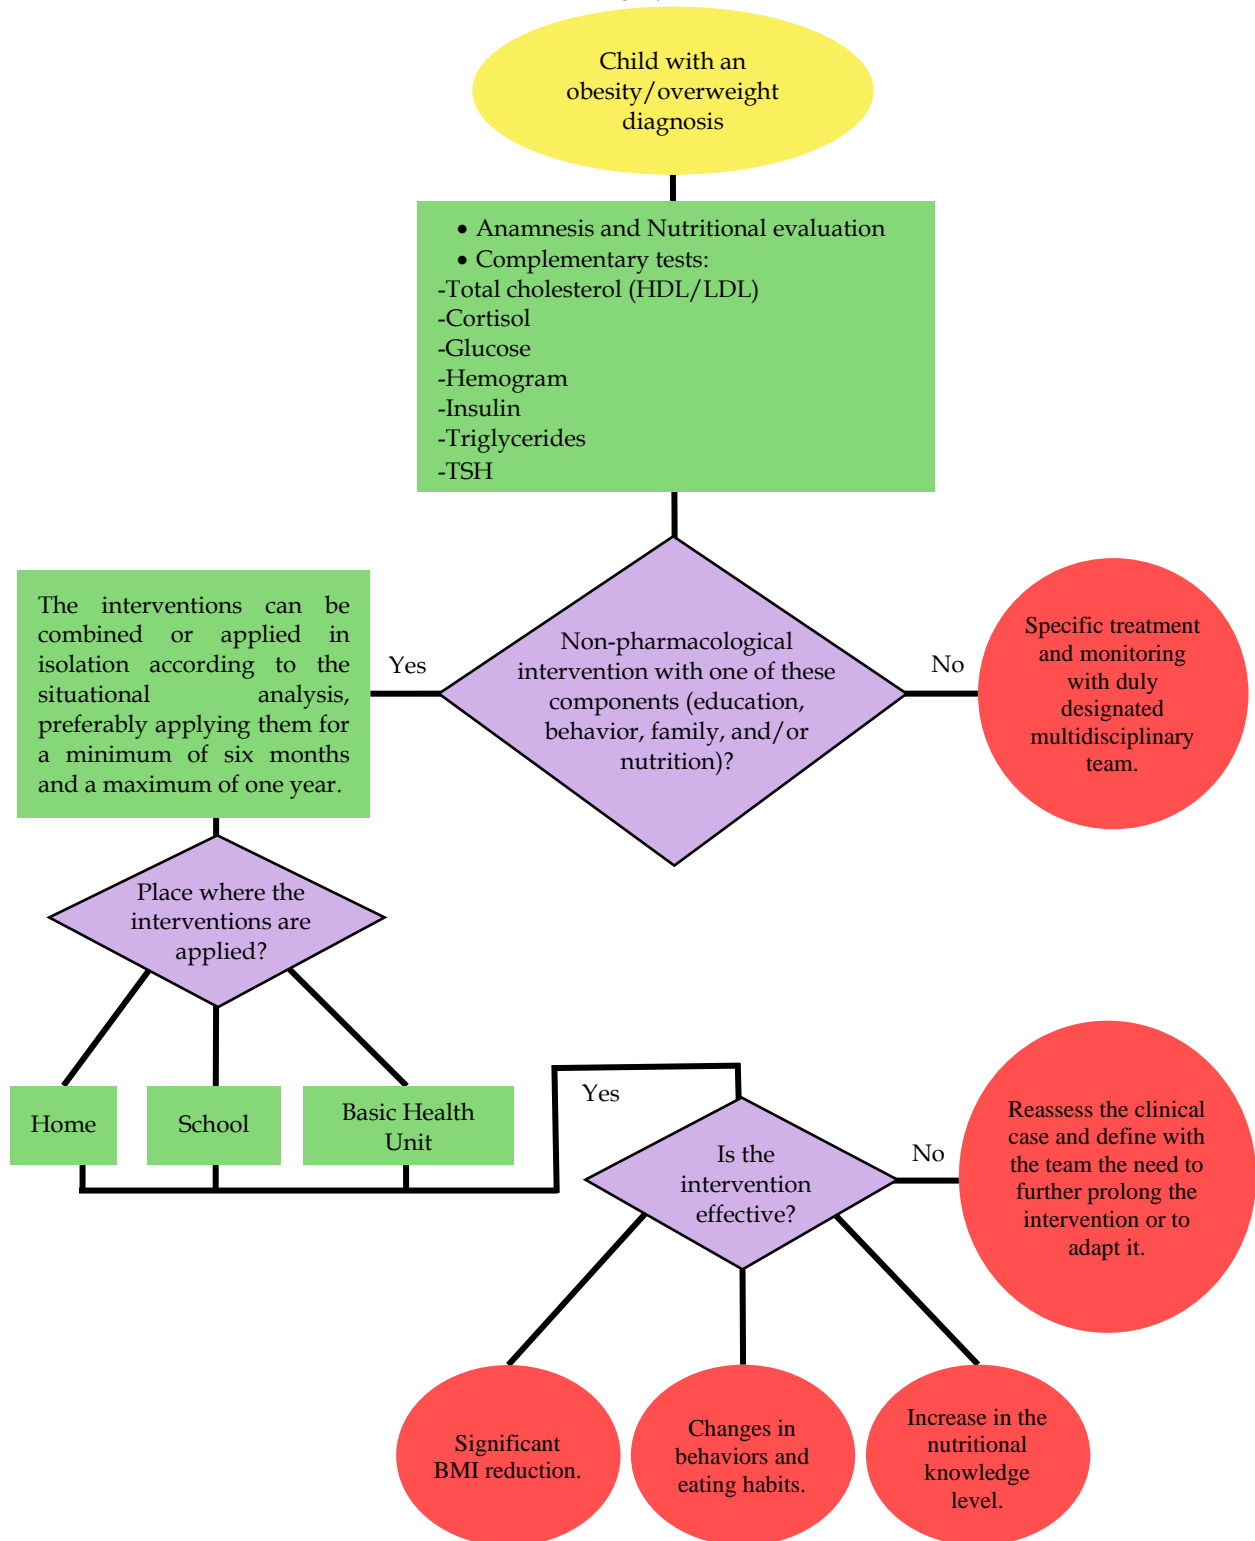 Child with an
obesity/overweight
diagnosis
• Anamnesis and Nutritional evaluation
• Complementary tests:
-Total cholesterol (HDL/LDL)
-Cortisol
-Glucose
-Hemogram
-Insulin
-Triglycerides
-TSH
The interventions can be
combined or applied in
isolation according to the
situational analysis,
preferably applying them for
a minimum of six months
and a maximum of one year.
Yes
Non-pharmacological
intervention with one of these
components (education,
behavior, family, and/or
nutrition)?
No
Specific treatment
and monitoring
with duly
designated
multidisciplinary
team.
Place where the
interventions are
applied?
Home
School
Basic Health
Unit
Yes
Is the
intervention
effective?
No
Reassess the clinical
case and define with
the team the need to
further prolong the
intervention or to
adapt it.
Significant
BMI reduction.
Changes in
behaviors and
eating habits.
Increase in the
nutritional
knowledge
level.